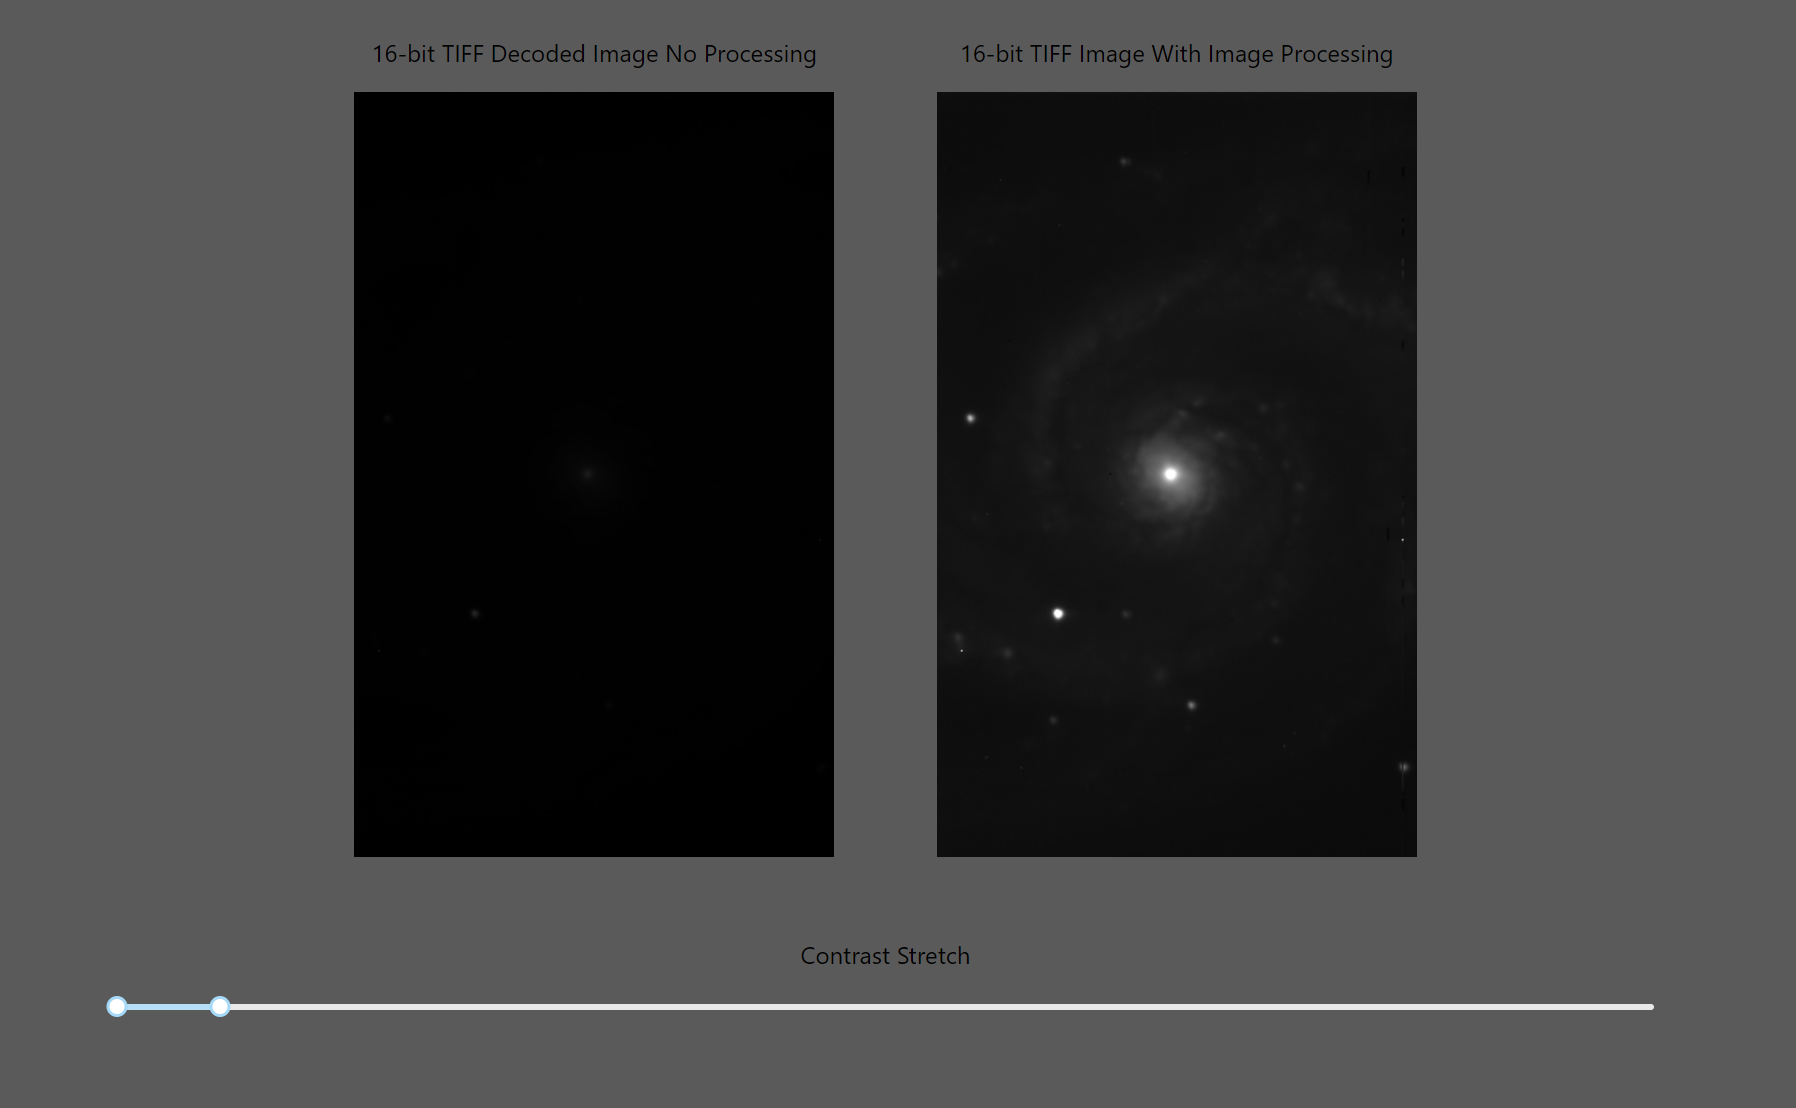 16-bit TIFF Decoded Image No Processing
16-bit TIFF Image With Image Processing
Contrast Stretch